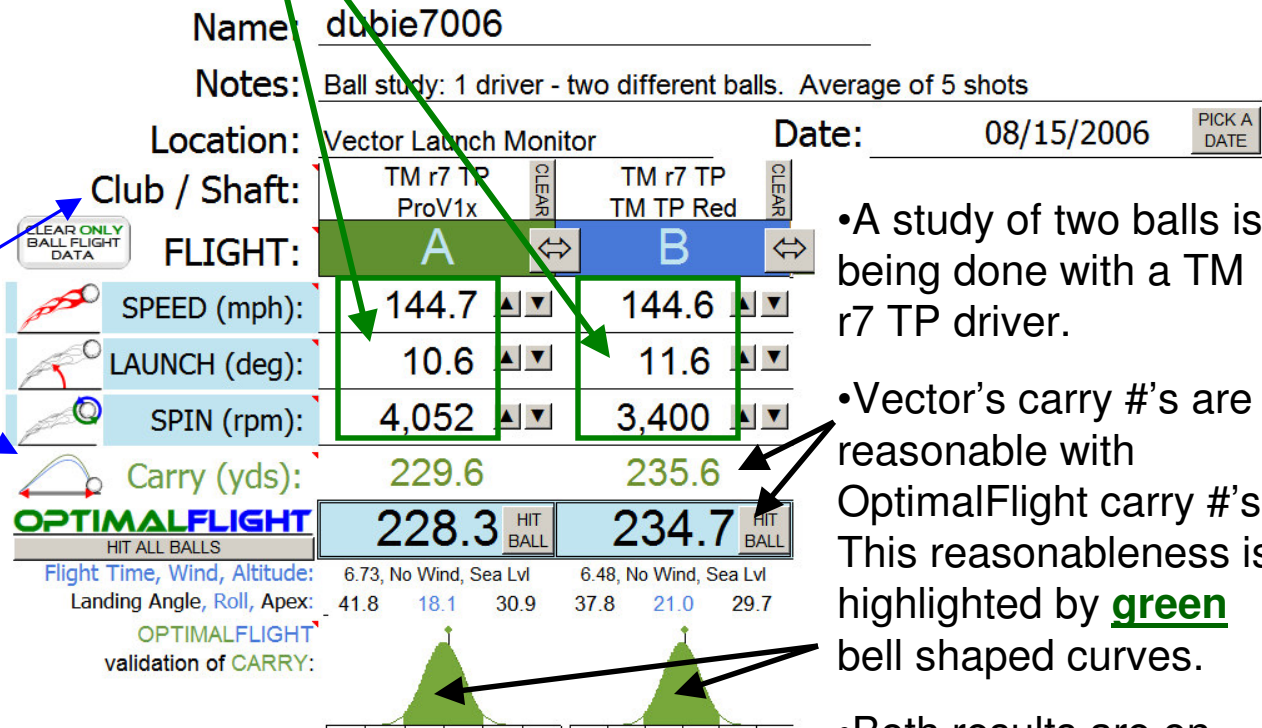 Name: dubie7006
Notes: Ball study: 1 driver - two different balls. Average of 5 shots
Location: Vector Launch Monitor
Date: 08/15/2006 PICK A DATE
Club / Shaft:
TM r7 TP
ProV1x
CLEAR
TM r7 TP
TM TP Red
CLEAR
CLEAR ONLY
BALL FLIGHT
DATA
FLIGHT: A B
SPEED (mph): 144.7 144.6
LAUNCH (deg): 10.6 11.6
SPIN (rpm): 4,052 3,400
Carry (yds): 229.6 235.6
OPTIMALFLIGHT 228.3 HIT BALL 234.7 HIT BALL
HIT ALL BALLS
Flight Time, Wind, Altitude: 6.73, No Wind, Sea Lvl 6.48, No Wind, Sea Lvl
Landing Angle, Roll, Apex: 41.8 18.1 30.9 37.8 21.0 29.7
OPTIMALFLIGHT
validation of CARRY:
•A study of two balls is
being done with a TM
r7 TP driver.
•Vector's carry #'s are
reasonable with
OptimalFlight carry #'s
This reasonableness is
highlighted by green
bell shaped curves.
•Both results are on